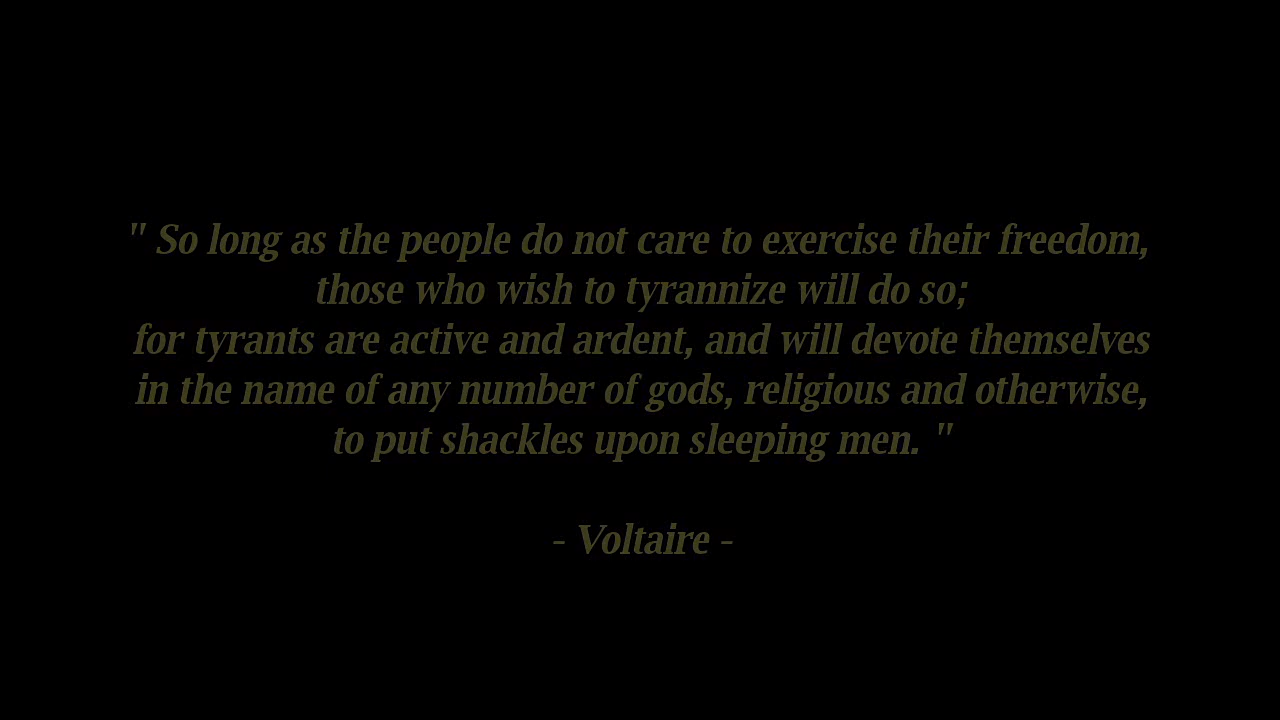 " So long as the people do not care to exercise their freedom,
those who wish to tyrannize will do so;
for tyrants are active and ardent, and will devote themselves
in the name of any number of gods, religious and otherwise,
to put shackles upon sleeping men. "
- Voltaire -